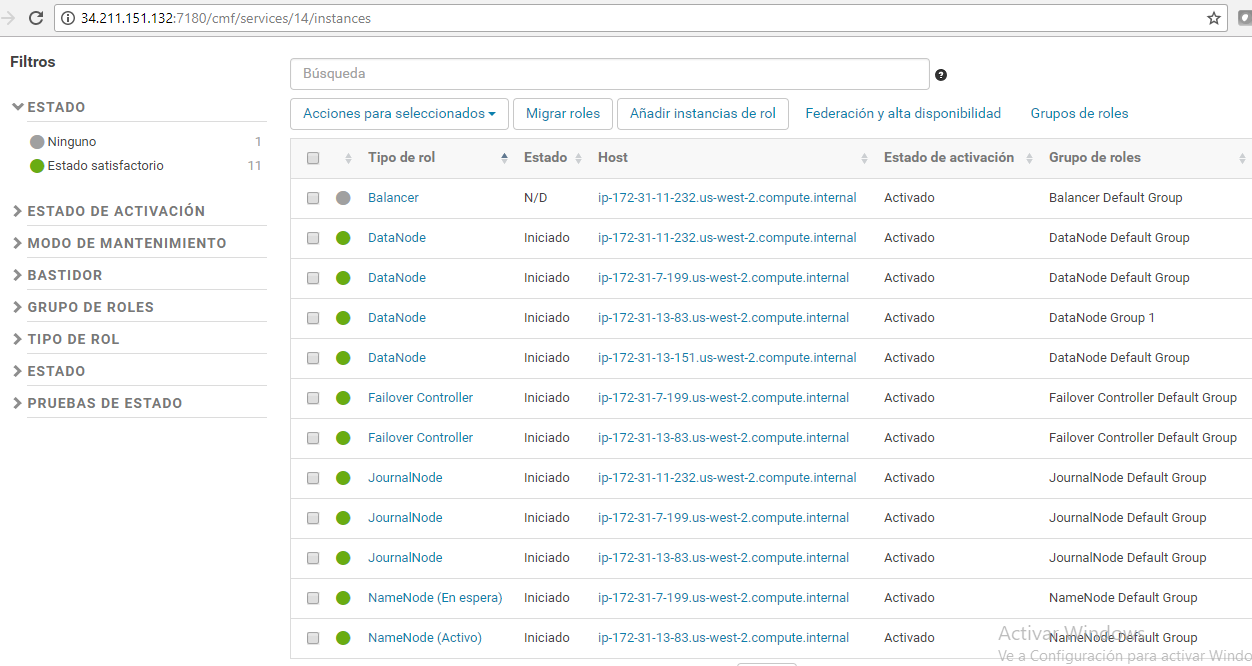 34.211.151.132:7180/cmf/services/14/instances
Filtros
ESTADO
Ninguno 1
Estado satisfactorio 11
ESTADO DE ACTIVACIÓN
MODO DE MANTENIMIENTO
BASTIDOR
GRUPO DE ROLES
TIPO DE ROL
ESTADO
PRUEBAS DE ESTADO
Búsqueda ?
Acciones para seleccionados Migrar roles Añadir instancias de rol Federación y alta disponibilidad Grupos de roles
Tipo de rol Estado Host Estado de activación Grupo de roles
Balancer N/D ip-172-31-11-232.us-west-2.compute.internal Activado Balancer Default Group
DataNode Iniciado ip-172-31-11-232.us-west-2.compute.internal Activado DataNode Default Group
DataNode Iniciado ip-172-31-7-199.us-west-2.compute.internal Activado DataNode Default Group
DataNode Iniciado ip-172-31-13-83.us-west-2.compute.internal Activado DataNode Group 1
DataNode Iniciado ip-172-31-13-151.us-west-2.compute.internal Activado DataNode Default Group
Failover Controller Iniciado ip-172-31-7-199.us-west-2.compute.internal Activado Failover Controller Default Group
Failover Controller Iniciado ip-172-31-13-83.us-west-2.compute.internal Activado Failover Controller Default Group
JournalNode Iniciado ip-172-31-11-232.us-west-2.compute.internal Activado JournalNode Default Group
JournalNode Iniciado ip-172-31-7-199.us-west-2.compute.internal Activado JournalNode Default Group
JournalNode Iniciado ip-172-31-13-83.us-west-2.compute.internal Activado JournalNode Default Group
NameNode (En espera) Iniciado ip-172-31-7-199.us-west-2.compute.internal Activado NameNode Default Group
NameNode (Activo) Iniciado ip-172-31-13-83.us-west-2.compute.internal Activado NameNode Default Group
Activar Windows
Ve a Configuración para activar Windo